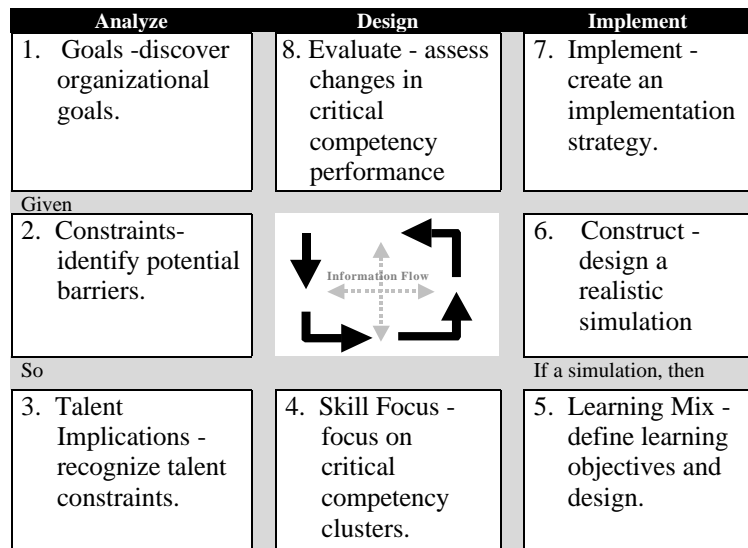 Analyze
Design
Implement
1. Goals -discover
organizational
goals.
8. Evaluate - assess
changes in
critical
competency
performance
7. Implement -
create an
implementation
strategy.
Given
2. Constraints-
identify potential
barriers.
Information Flow
6. Construct -
design a
realistic
simulation
So
If a simulation, then
3. Talent
Implications -
recognize talent
constraints.
4. Skill Focus -
focus on
critical
competency
clusters.
5. Learning Mix -
define learning
objectives and
design.